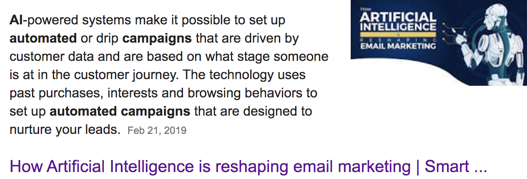 AI-powered systems make it possible to set up
automated or drip campaigns that are driven by
customer data and are based on what stage someone
is at in the customer journey. The technology uses
past purchases, interests and browsing behaviors to
set up automated campaigns that are designed to
nurture your leads. Feb 21, 2019
How
ARTIFICIAL
INTELLIGENCE
is
RESHAPING
EMAIL MARKETING
How Artificial Intelligence is reshaping email marketing | Smart ...